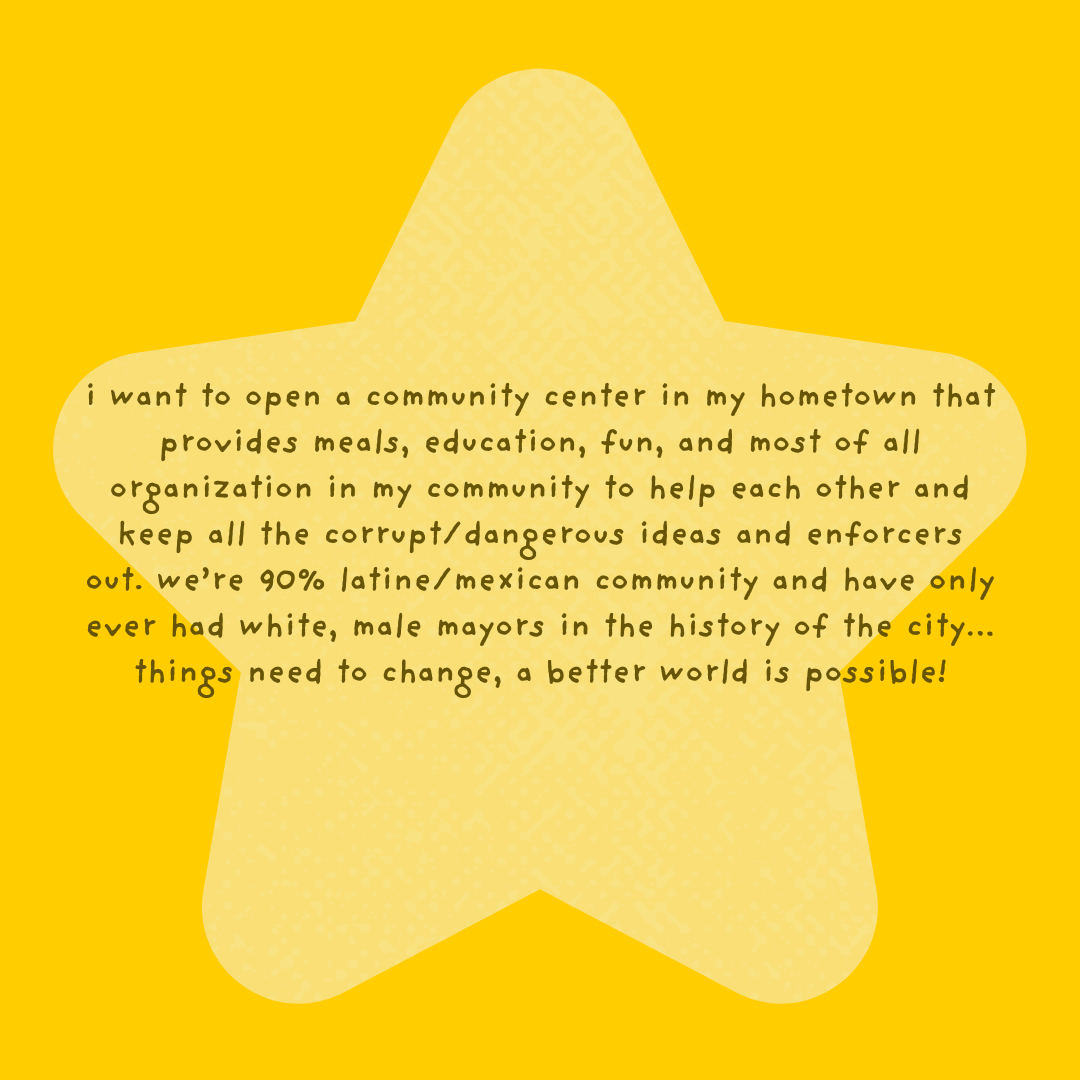 i want to open a community center in my hometown that
provides meals, education, fun, and most of all
organization in my community to help each other and
keep all the corrupt/dangerous ideas and enforcers
out. we’re 90% latine/mexican community and have only
ever had white, male mayors in the history of the city...
things need to change, a better world is possible!